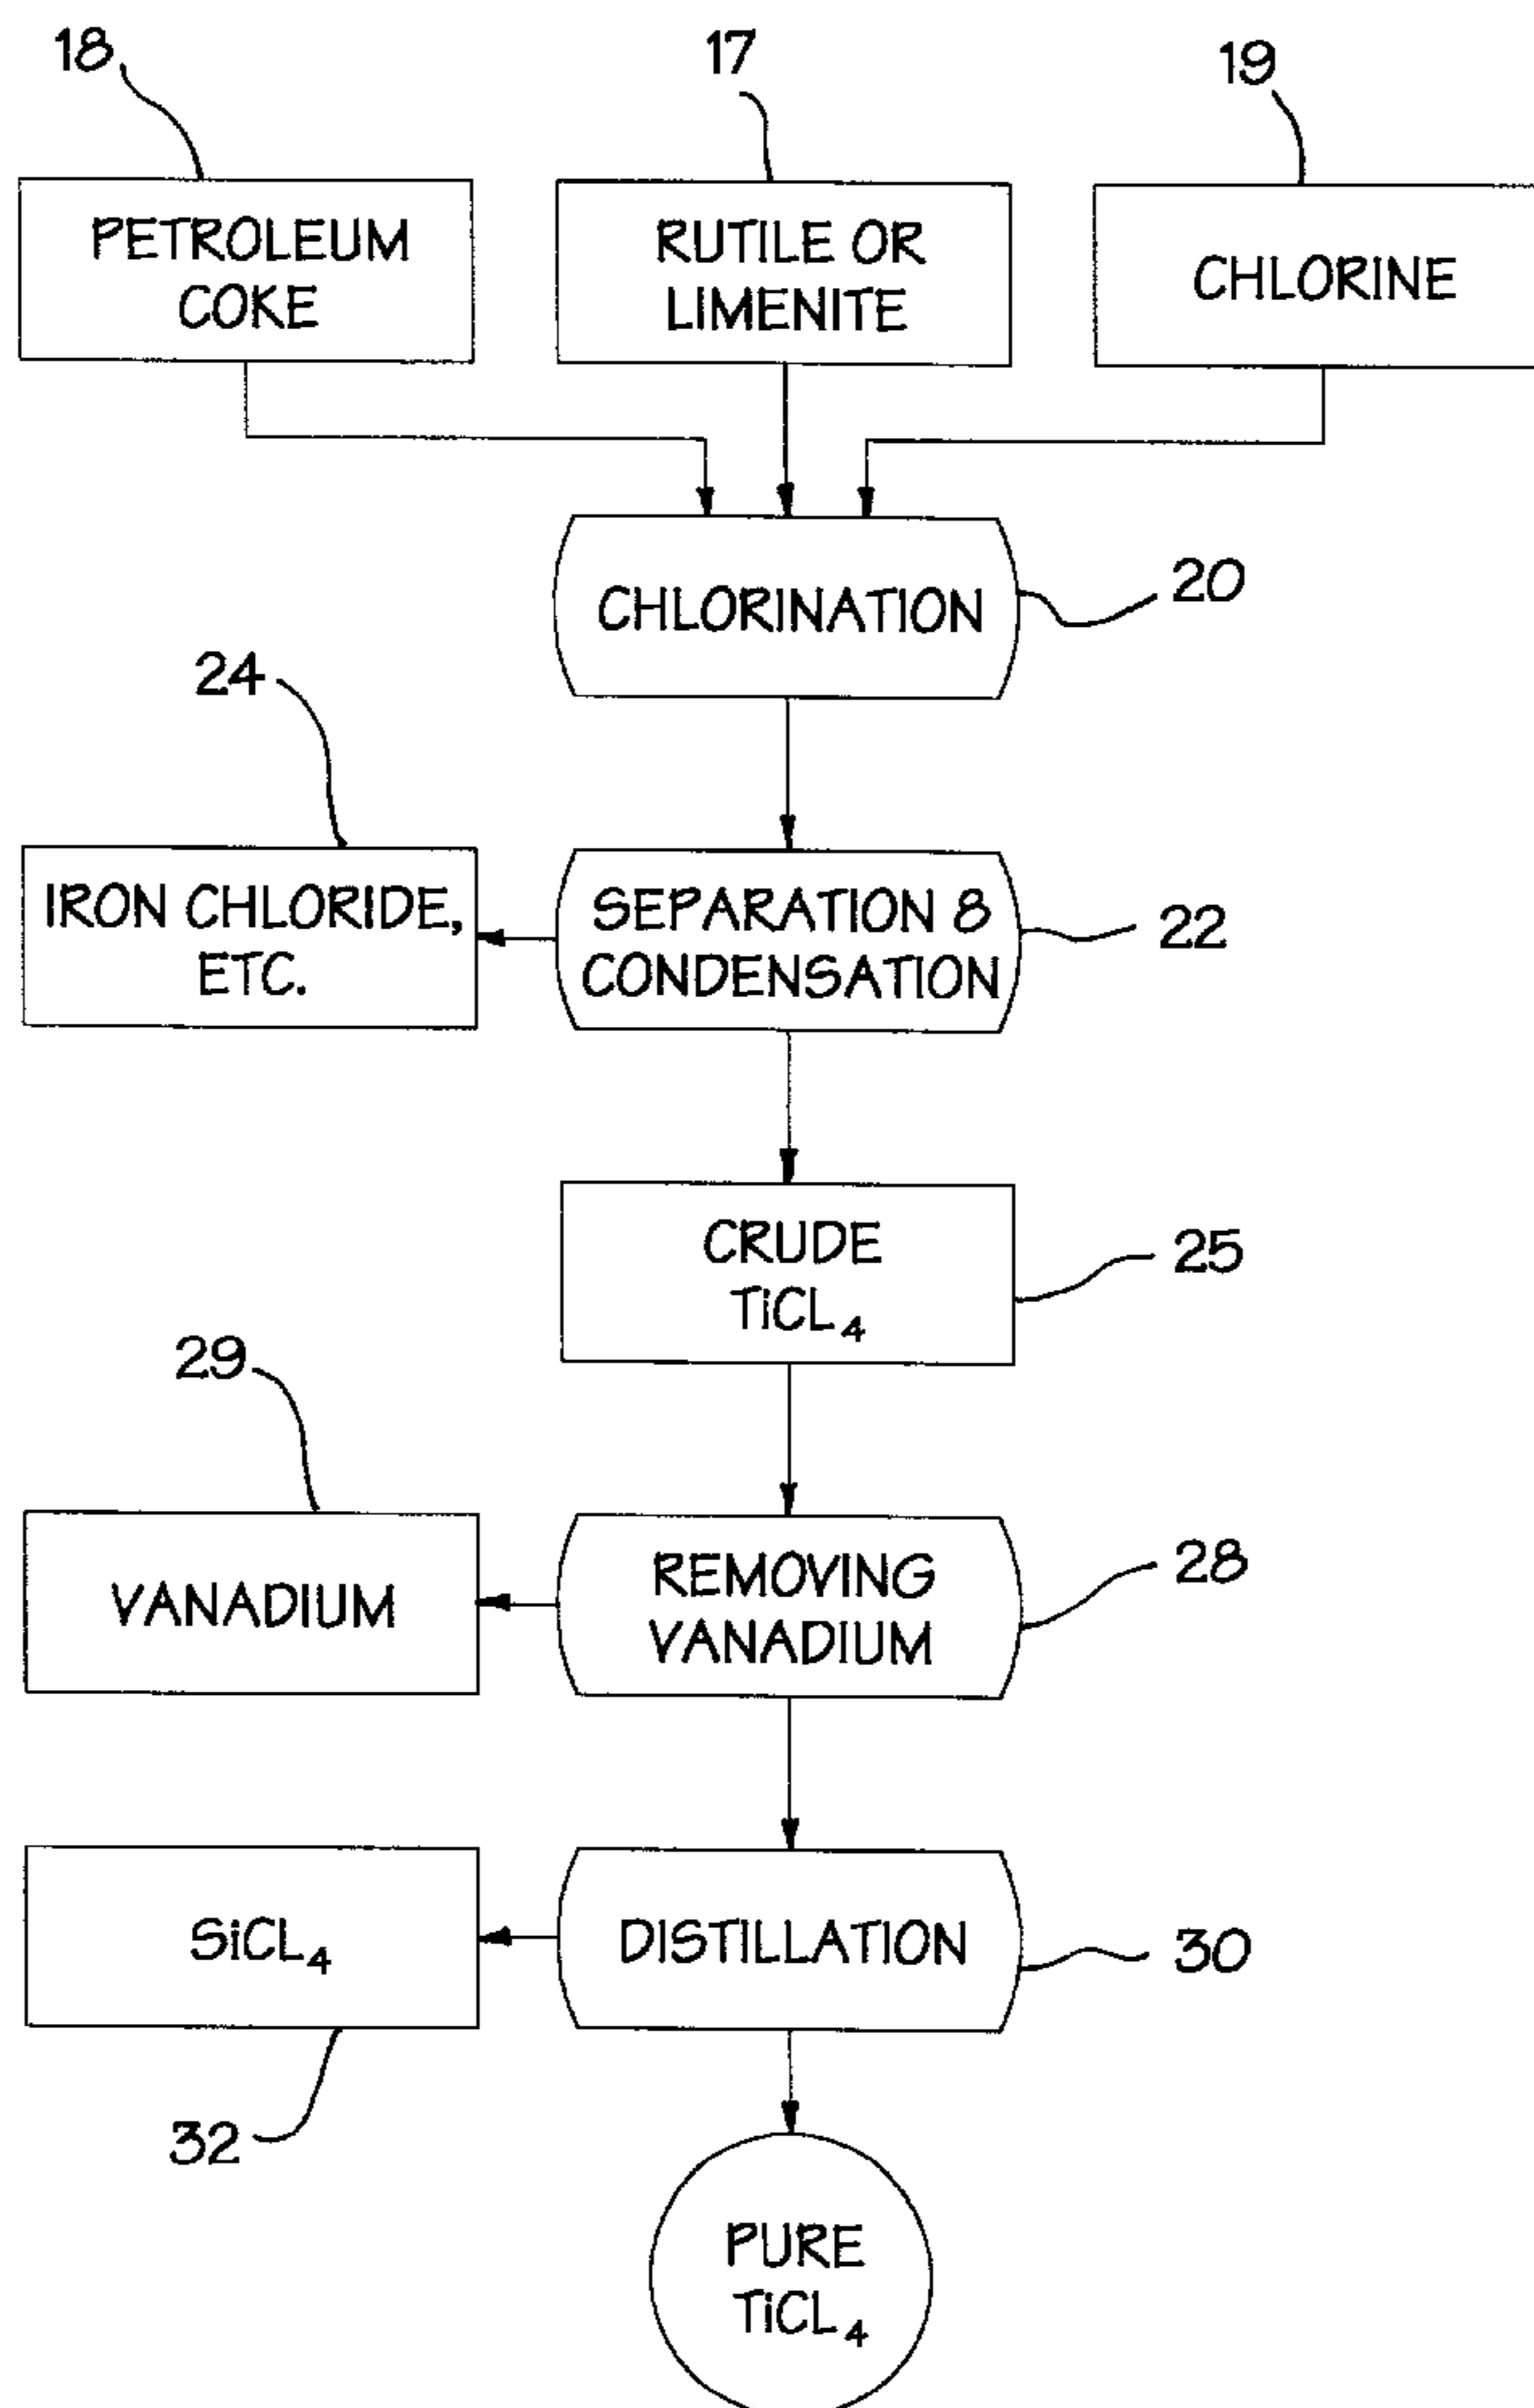 18
17
19
PETROLEUM
COKE
RUTILE OR
LIMENITE
CHLORINE
CHLORINATION
20
24
IRON CHLORIDE,
ETC.
SEPARATION 8
CONDENSATION
22
CRUDE
TiCL4
25
29
VANADiUM
REMOVING
VANADIUM
28
SiCL4
DISTILLATION
30
32
PURE
TiCL4